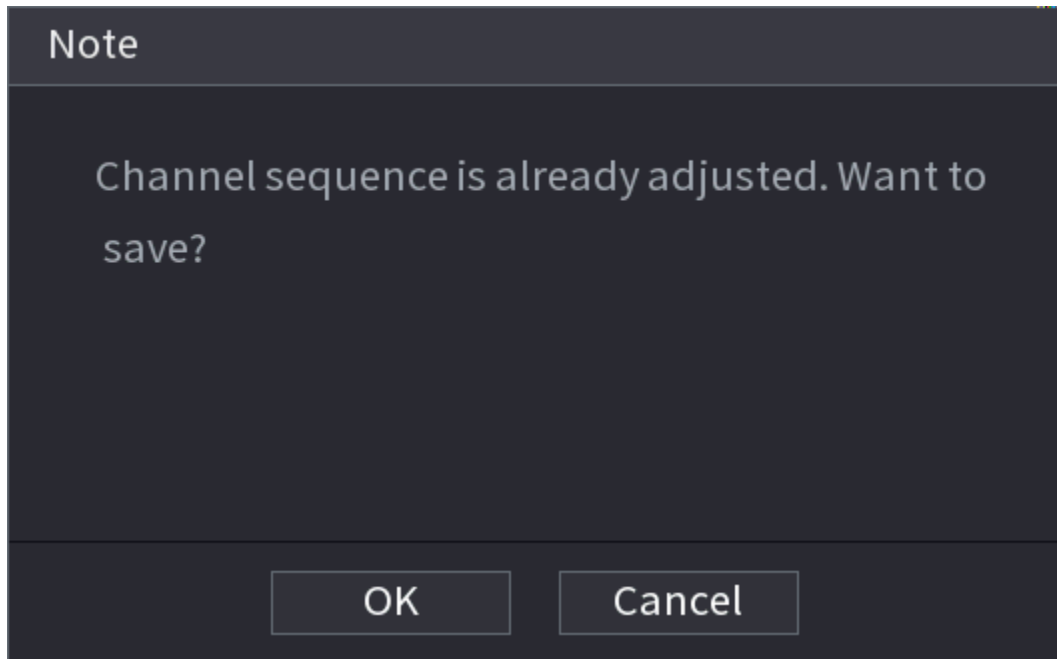 Note
Channel sequence is already adjusted. Want to
save?
OK
Cancel